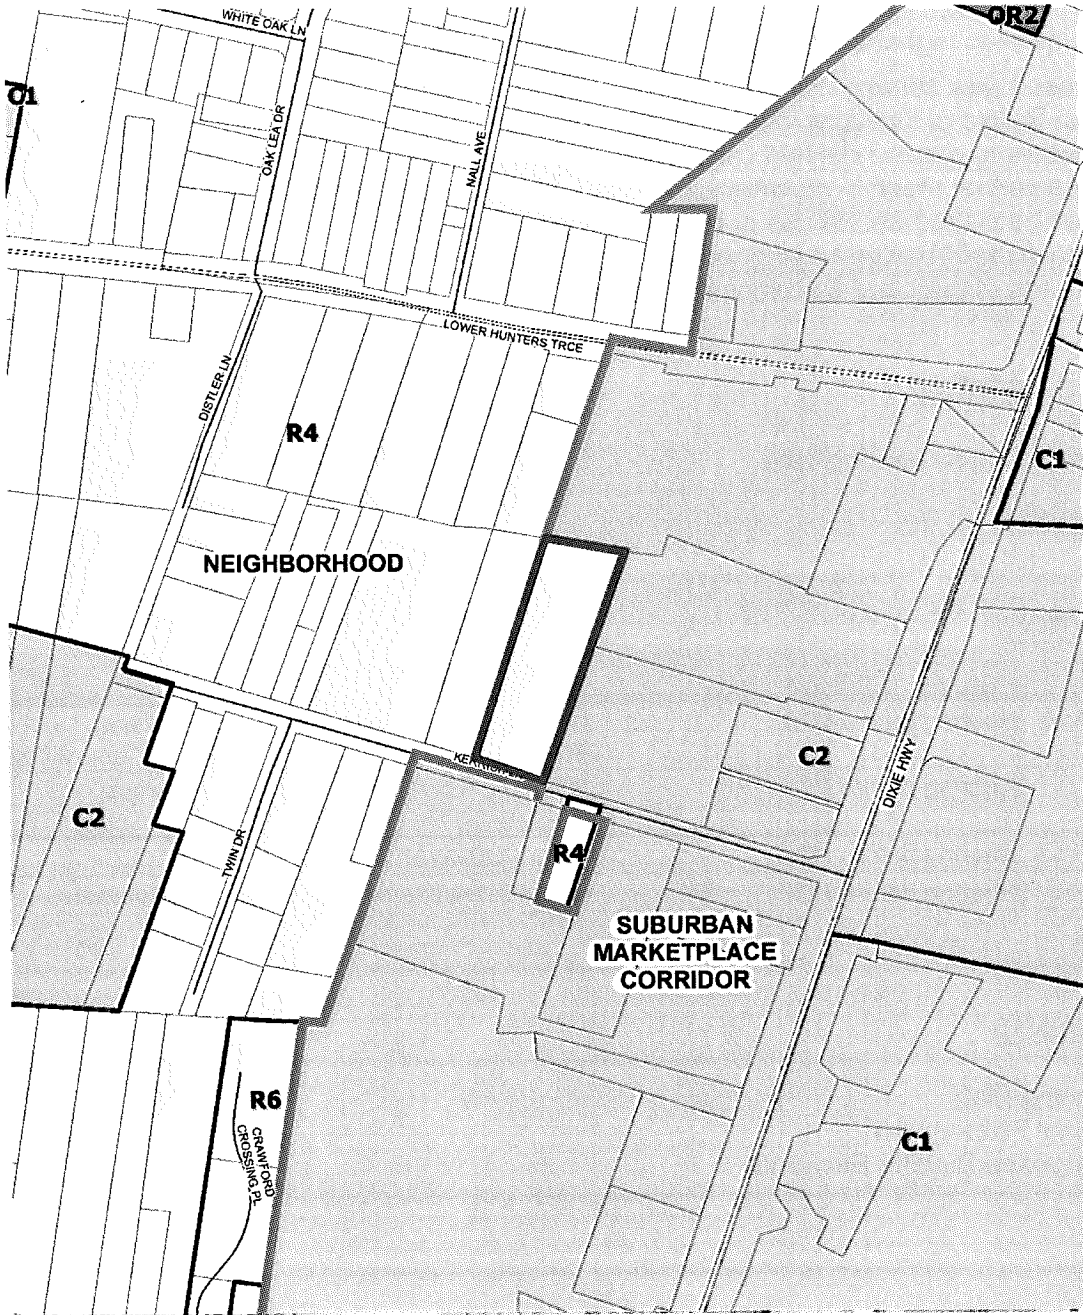 WHITE OAK LN
OR2
C1
OAK LEA DR
NALL AVE
LOWER HUNTERS TRCE
DISTLER LN
R4
C1
NEIGHBORHOOD
C2
DIXIE HWY
C2
TWIN DR
R4
SUBURBAN
MARKETPLACE
CORRIDOR
R6
CRAWFORD
CROSSING PL
C1